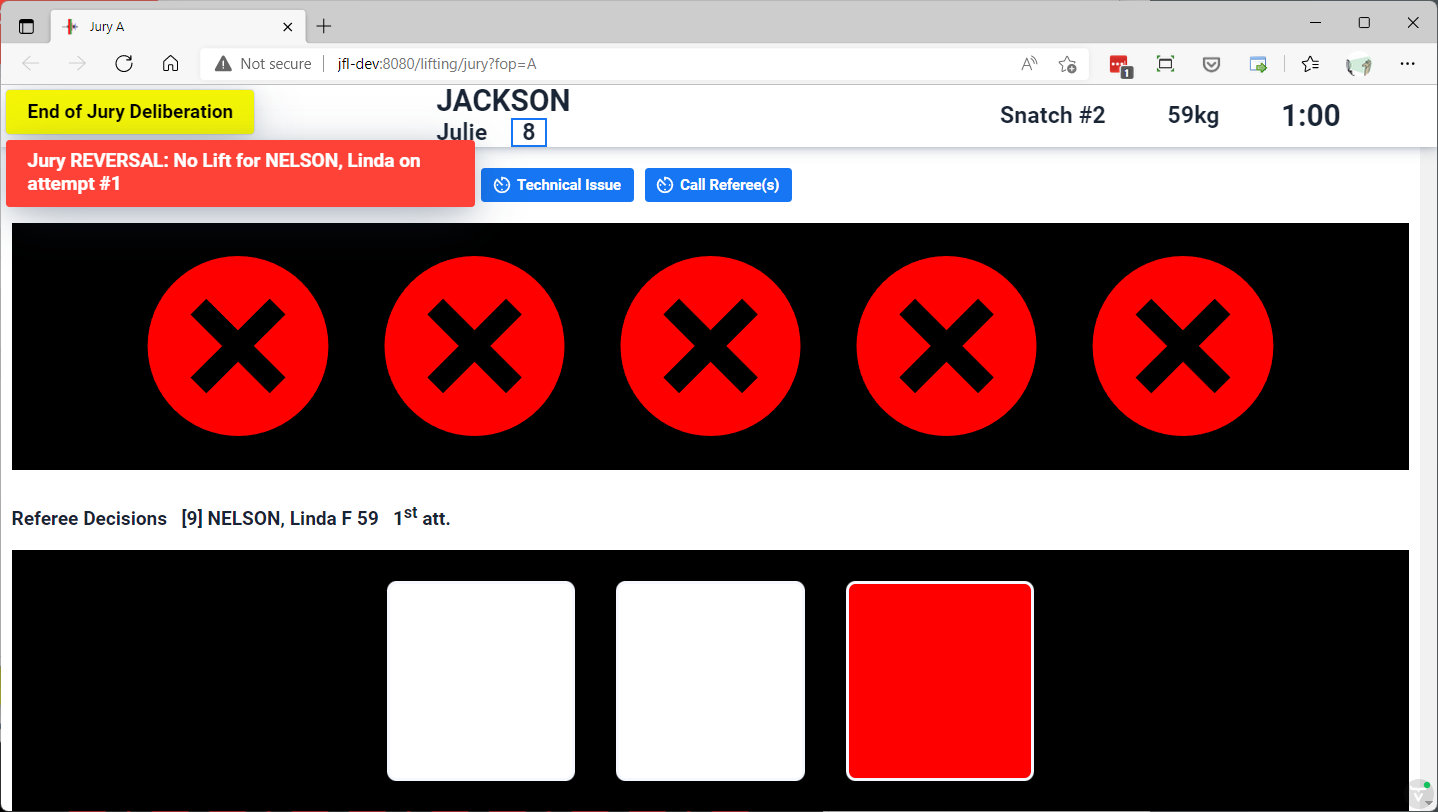 Jury A
Not secure
jfl-dev:8080/lifting/jury?fop=A
1
End of Jury Deliberation
JACKSON
Julie 8
Snatch #2 59kg 1:00
Jury REVERSAL: No Lift for NELSON, Linda on
attempt #1
Technical Issue Call Referee(s)
Referee Decisions [9] NELSON, Linda F 59 1st att.